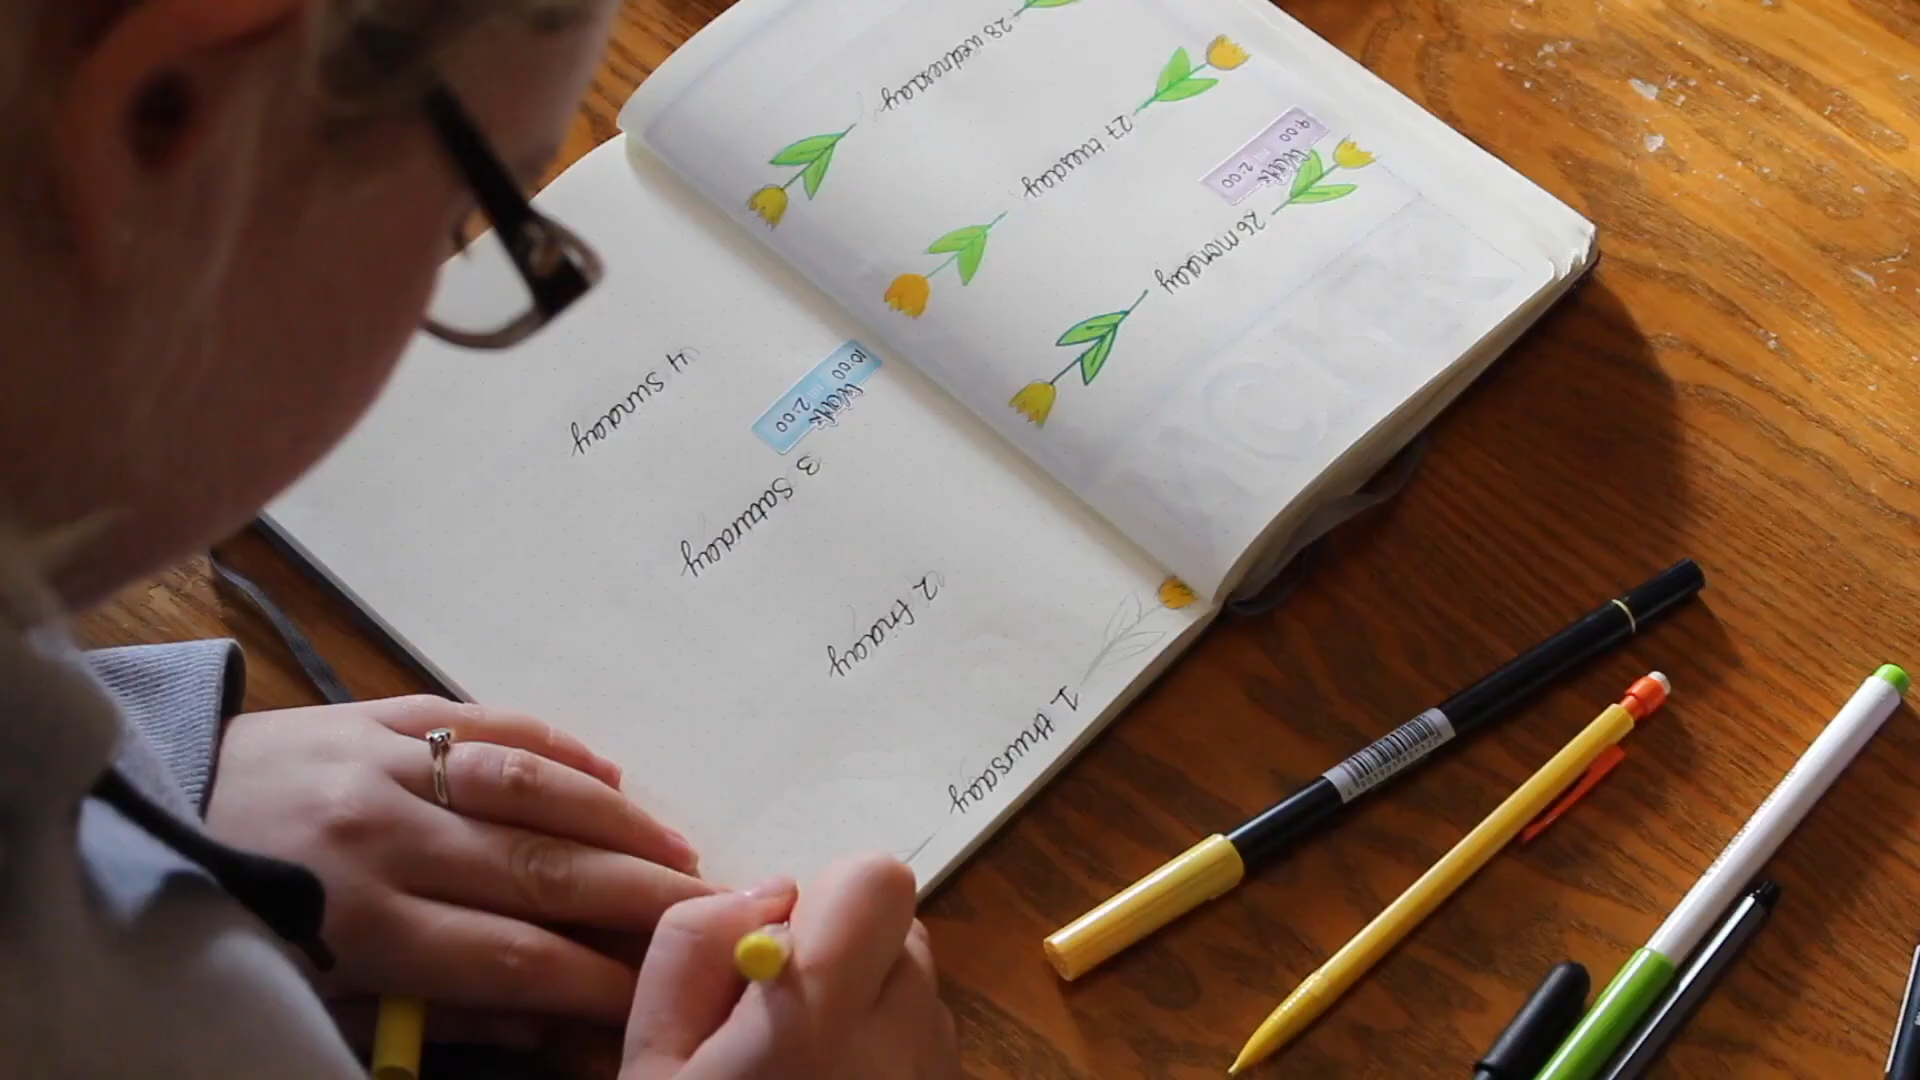 26 monday
9:00 Work 2:00
27 tuesday
28 wednesday
1 thursday
2 friday
3 Saturday
10:00 Work 2:00
4 Sunday